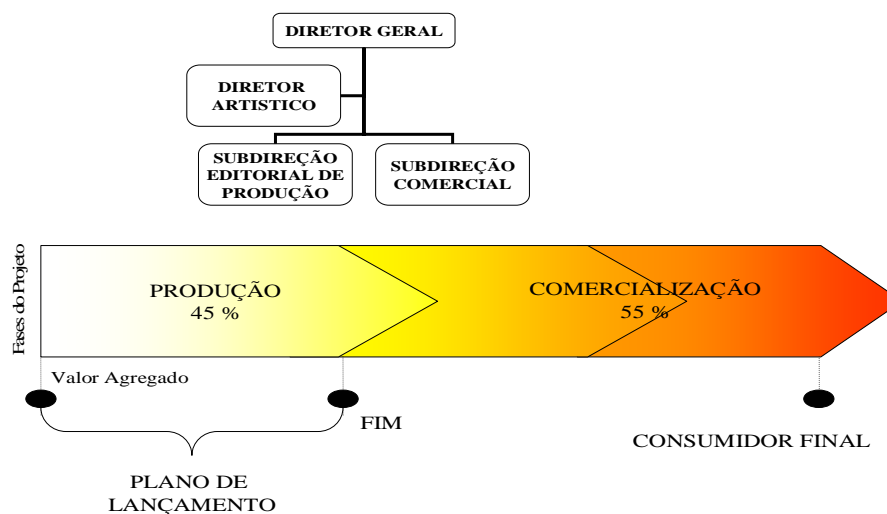 DIRETOR GERAL
DIRETOR
ARTISTICO
SUBDIREÇÃO
EDITORIAL DE
PRODUÇÃO
SUBDIREÇÃO
COMERCIAL
Fases do Projeto
PRODUÇÃO
45 %
COMERCIALIZAÇÃO
55 %
Valor Agregado
FIM
CONSUMIDOR FINAL
PLANO DE
LANÇAMENTO